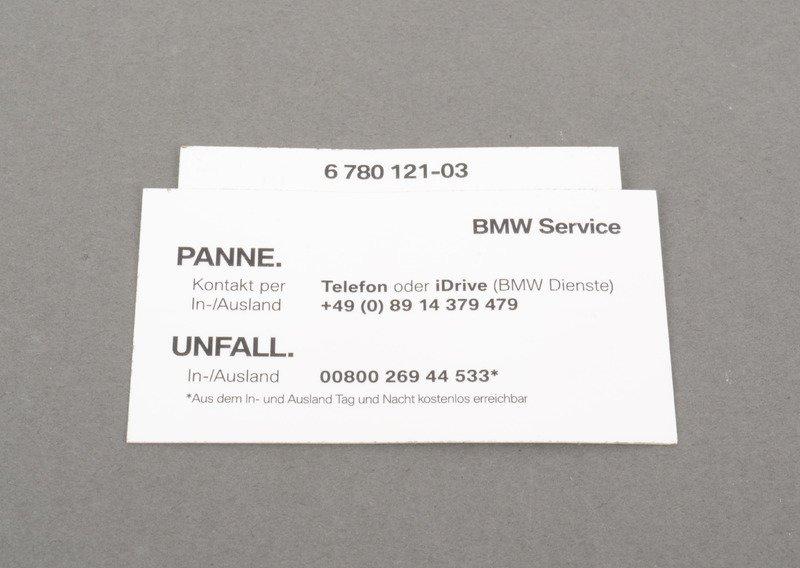 6 780 121-03
BMW Service
PANNE.
Kontakt per Telefon oder iDrive (BMW Dienste)
In-/Ausland +49 (0) 89 14 379 479
UNFALL.
In-/Ausland 00800 269 44 533*
*Aus dem In- und Ausland Tag und Nacht kostenlos erreichbar